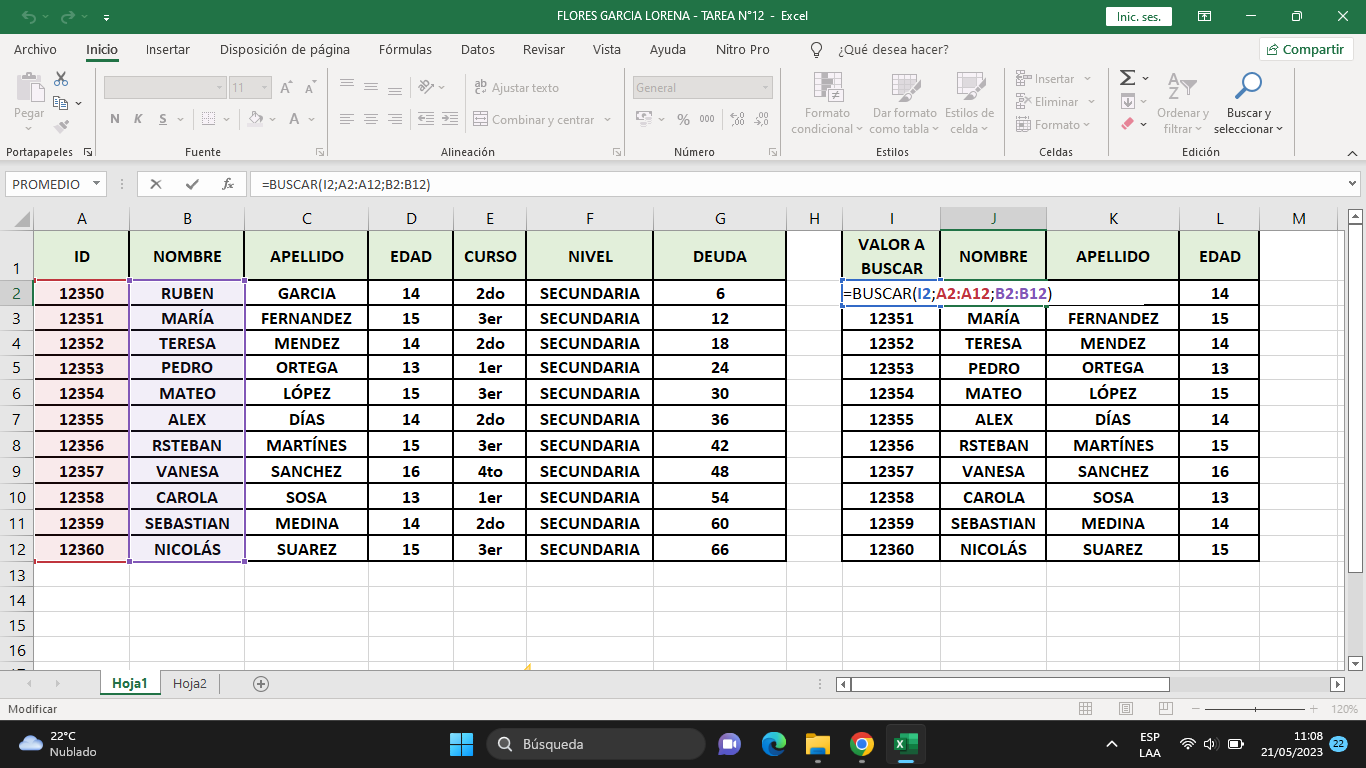 FLORES GARCIA LORENA - TAREA N°12 - Excel
Inic. ses.
Archivo Inicio Insertar Disposición de página Fórmulas Datos Revisar Vista Ayuda Nitro Pro ¿Qué desea hacer? Compartir
Pegar
11
N K S
A A A
ab Ajustar texto
Combinar y centrar
General
% 000
Formato condicional
Dar formato como tabla
Estilos de celda
Insertar
Eliminar
Formato
Ordenar y filtrar
Buscar y seleccionar
Portapapeles Fuente Alineación Número Estilos Celdas Edición
PROMEDIO fx =BUSCAR(I2;A2:A12;B2:B12)
A B C D E F G H I J K L M
1 ID NOMBRE APELLIDO EDAD CURSO NIVEL DEUDA VALOR A BUSCAR NOMBRE APELLIDO EDAD
2 12350 RUBEN GARCIA 14 2do SECUNDARIA 6 =BUSCAR(I2;A2:A12;B2:B12) 14
3 12351 MARÍA FERNANDEZ 15 3er SECUNDARIA 12 12351 MARÍA FERNANDEZ 15
4 12352 TERESA MENDEZ 14 2do SECUNDARIA 18 12352 TERESA MENDEZ 14
5 12353 PEDRO ORTEGA 13 1er SECUNDARIA 24 12353 PEDRO ORTEGA 13
6 12354 MATEO LÓPEZ 15 3er SECUNDARIA 30 12354 MATEO LÓPEZ 15
7 12355 ALEX DÍAS 14 2do SECUNDARIA 36 12355 ALEX DÍAS 14
8 12356 RSTEBAN MARTÍNES 15 3er SECUNDARIA 42 12356 RSTEBAN MARTÍNES 15
9 12357 VANESA SANCHEZ 16 4to SECUNDARIA 48 12357 VANESA SANCHEZ 16
10 12358 CAROLA SOSA 13 1er SECUNDARIA 54 12358 CAROLA SOSA 13
11 12359 SEBASTIAN MEDINA 14 2do SECUNDARIA 60 12359 SEBASTIAN MEDINA 14
12 12360 NICOLÁS SUAREZ 15 3er SECUNDARIA 66 12360 NICOLÁS SUAREZ 15
13
14
15
16
Hoja1 Hoja2
Modificar 120%
22°C
Nublado
Búsqueda
ESP
LAA
11:08
21/05/2023
22